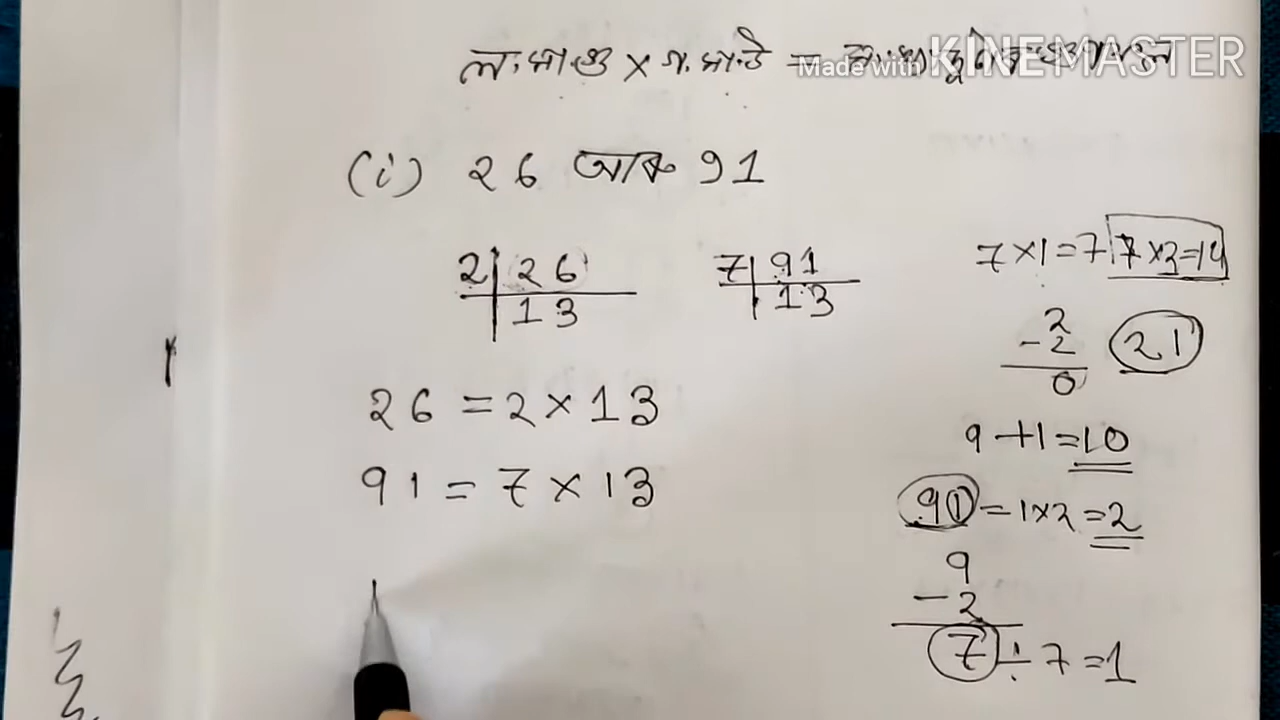 ল:সা:গু × গ.সা.উ =
Made with KINEMASTER
(i) 26 আৰু 91
2 | 26
13
7 | 91
13
26 = 2 × 13
91 = 7 × 13
7×1=7 7×2=14
2
-2
0
21
9+1=10
91 = 1×2 = 2
9
-2
7 ÷ 7 = 1